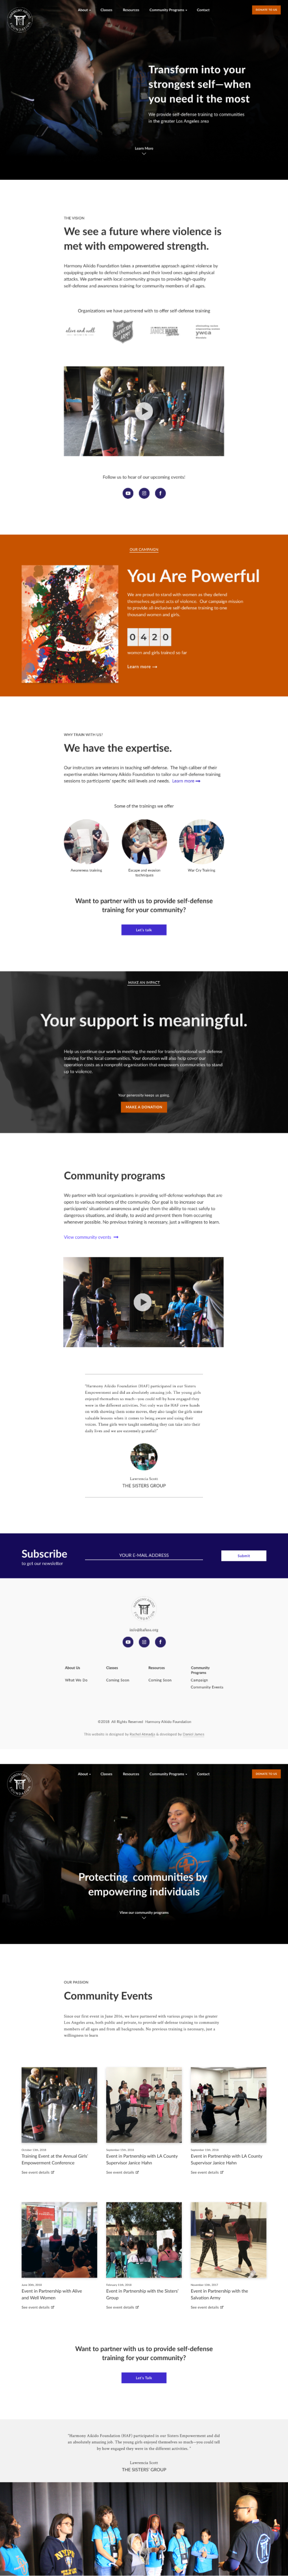 About
Classes
Resources
Community Programs
Contact
DONATE TO US
Transform into your
strongest self—when
you need it the most
We provide self-defense training to communities
in the greater Los Angeles area
Learn More
THE VISION
We see a future where violence is
met with empowered strength.
Harmony Aikido Foundation takes a preventative approach against violence by
equipping people to defend themselves and their loved ones against physical
attacks. We partner with local community groups to provide high-quality
self-defense and awareness training for community members of all ages.
Organizations we have partnered with to offer self-defense training
alive and well
JANICE HAHN
ywca
Follow us to hear of our upcoming events!
OUR CAMPAIGN
You Are Powerful
We are proud to stand with women as they defend
themselves against acts of violence. Our campaign mission
to provide all-inclusive self-defense training to one
thousand women and girls.
0 4 2 0
women and girls trained so far
Learn more
WHY TRAIN WITH US?
We have the expertise.
Our instructors are veterans in teaching self-defense. The high caliber of their
expertise enables Harmony Aikido Foundation to tailor our self-defense training
sessions to participants' specific skill levels and needs. Learn more
Some of the trainings we offer
Awareness training
Escape and evasion
techniques
War Cry Training
Want to partner with us to provide self-defense
training for your community?
Let's talk
MAKE AN IMPACT
Your support is meaningful.
Help us continue our work in meeting the need for transformational self-defense
training for the local communities. Your donation will also help cover our
operation costs as a nonprofit organization that empowers communities to stand
up to violence.
Your generosity keeps us going.
MAKE A DONATION
Community programs
We partner with local organizations in providing self-defense workshops that are
open to various members of the community. Our goal is to increase our
participants' situational awareness and give them the ability to react safely to
dangerous situations, and ideally, to avoid and prevent them from occurring
wherever possible. No previous training is necessary, just a willingness to learn.
View community events
"Harmony Aikido Foundation (HAF) participated in our Sisters
Empowerment and did an absolutely amazing job. The young girls
enjoyed themselves so much—you could tell by how engaged they
were in the different activities. Not only was the HAF town hands
on with showing them some moves, they also taught the girls some
valuable lessons when it comes to being aware and using their
voices. These girls were taught something they can take into their
daily lives and we are extremely grateful!"
Lawrencia Scott
THE SISTERS GROUP
Subscribe
to get our newsletter
YOUR E-MAIL ADDRESS
Submit
About Us
Classes
Resources
Community
Programs
What We Do
Coming Soon
Coming Soon
Campaign
Community Events
©2018 All Rights Reserved Harmony Aikido Foundation
About
Classes
Resources
Community Programs
Contact
DONATE TO US
Protecting communities by
empowering individuals
View our community programs
OUR PASSION
Community Events
Since our first event in June 2016, we have partnered with various groups in the greater
Los Angeles area, both public and private, to provide self-defense training to community
members of all ages and from all backgrounds. No previous training is necessary, just a
willingness to learn!
Training Event at the Annual Girls'
Empowerment Conference
See event details
Event in Partnership with LA County
Supervisor Janice Hahn
See event details
Event in Partnership with LA County
Supervisor Janice Hahn
See event details
Event in Partnership with Alive
and Well Women
See event details
Event in Partnership with the Sisters'
Group
See event details
Event in Partnership with the
Salvation Army
See event details
Want to partner with us to provide self-defense
training for your community?
Let's Talk
"Harmony Aikido Foundation (HAF) participated in our Sisters Empowerment and did
an absolutely amazing job. The young girls enjoyed themselves so much—you could tell
by how engaged they were in the different activities. "
Lawrencia Scott
THE SISTERS' GROUP